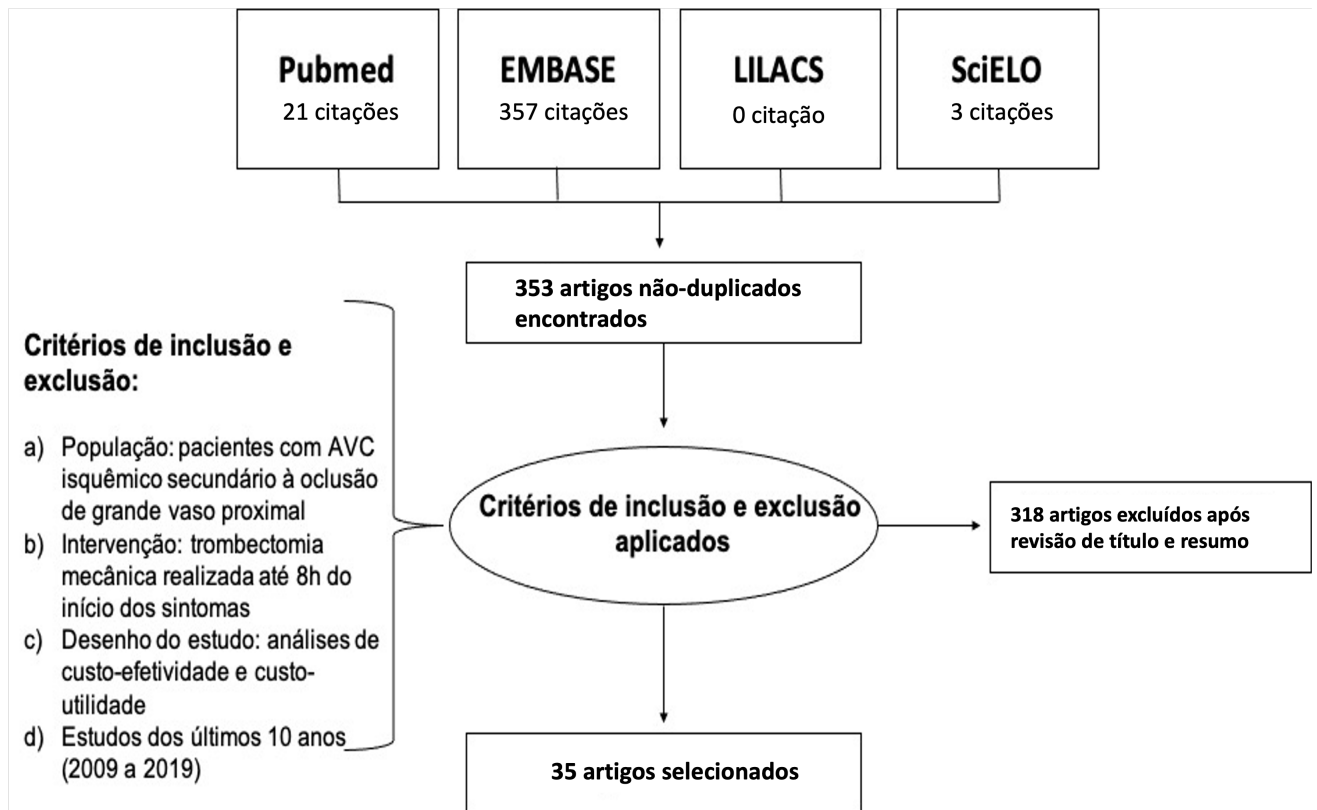 Pubmed
21 citações
EMBASE
357 citações
LILACS
0 citação
SciELO
3 citações
353 artigos não-duplicados
encontrados
Critérios de inclusão e
exclusão:
a) População: pacientes com AVC
isquêmico secundário à oclusão
de grande vaso proximal
b) Intervenção: trombectomia
mecânica realizada até 8h do
início dos sintomas
c) Desenho do estudo: análises de
custo-efetividade e custo-
utilidade
d) Estudos dos últimos 10 anos
(2009 a 2019)
Critérios de inclusão e exclusão
aplicados
318 artigos excluídos após
revisão de título e resumo
35 artigos selecionados